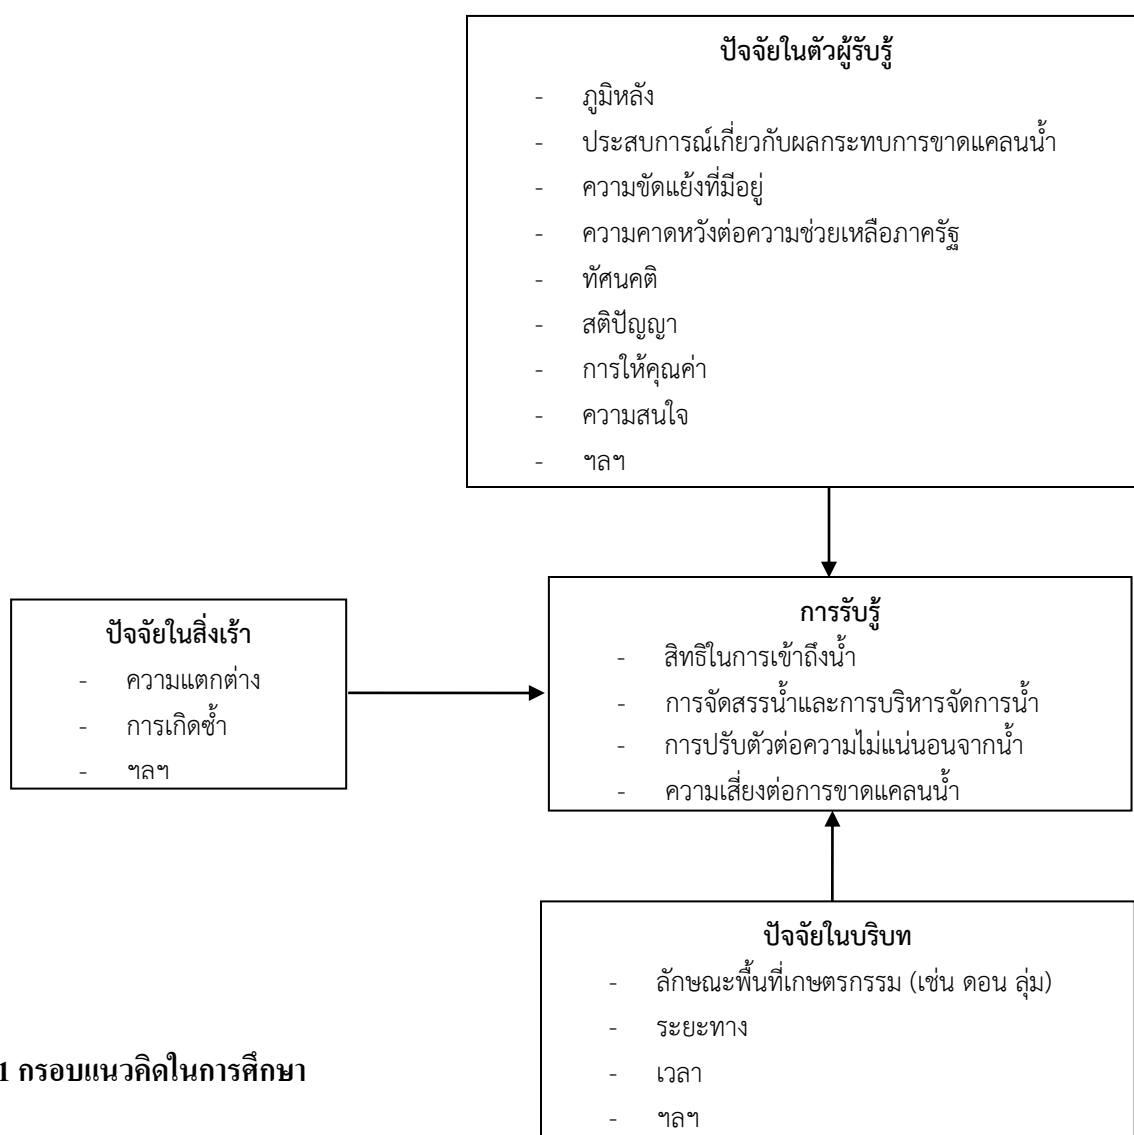 ปัจจัยในตัวผู้รับรู้
- ภูมิหลัง
- ประสบการณ์เกี่ยวกับผลกระทบการขาดแคลนน้ำ
- ความขัดแย้งที่มีอยู่
- ความคาดหวังต่อความช่วยเหลือภาครัฐ
- ทัศนคติ
- สติปัญญา
- การให้คุณค่า
- ความสนใจ
- ฯลฯ
ปัจจัยในสิ่งเร้า
- ความแตกต่าง
- การเกิดซ้ำ
- ฯลฯ
การรับรู้
- สิทธิในการเข้าถึงน้ำ
- การจัดสรรน้ำและการบริหารจัดการน้ำ
- การปรับตัวต่อความไม่แน่นอนจากน้ำ
- ความเสี่ยงต่อการขาดแคลนน้ำ
ปัจจัยในบริบท
- ลักษณะพื้นที่เกษตรกรรม (เช่น ดอน ลุ่ม)
- ระยะทาง
- เวลา
- ฯลฯ
1 กรอบแนวคิดในการศึกษา